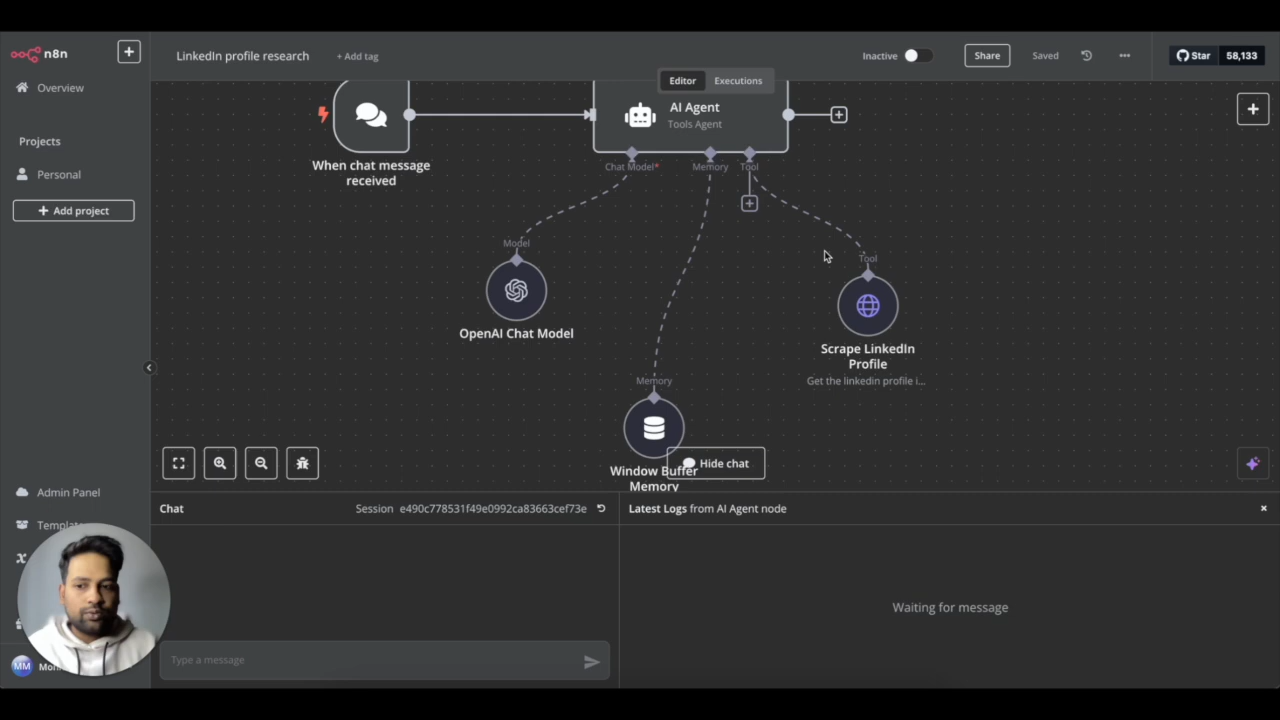 n8n
LinkedIn profile research
+ Add tag
Inactive
Share
Saved
Star
58,133
Editor
Executions
Overview
Projects
Personal
Add project
AI Agent
Tools Agent
When chat message
received
Chat Model*
Memory
Tool
Model
OpenAI Chat Model
Tool
Scrape LinkedIn
Profile
Get the linkedin profile i...
Memory
Window Buffer
Memory
Hide chat
Admin Panel
Chat
Session e490c778531f49e0992ca83663cef73e
Latest Logs from AI Agent node
Waiting for message
Type a message
MM